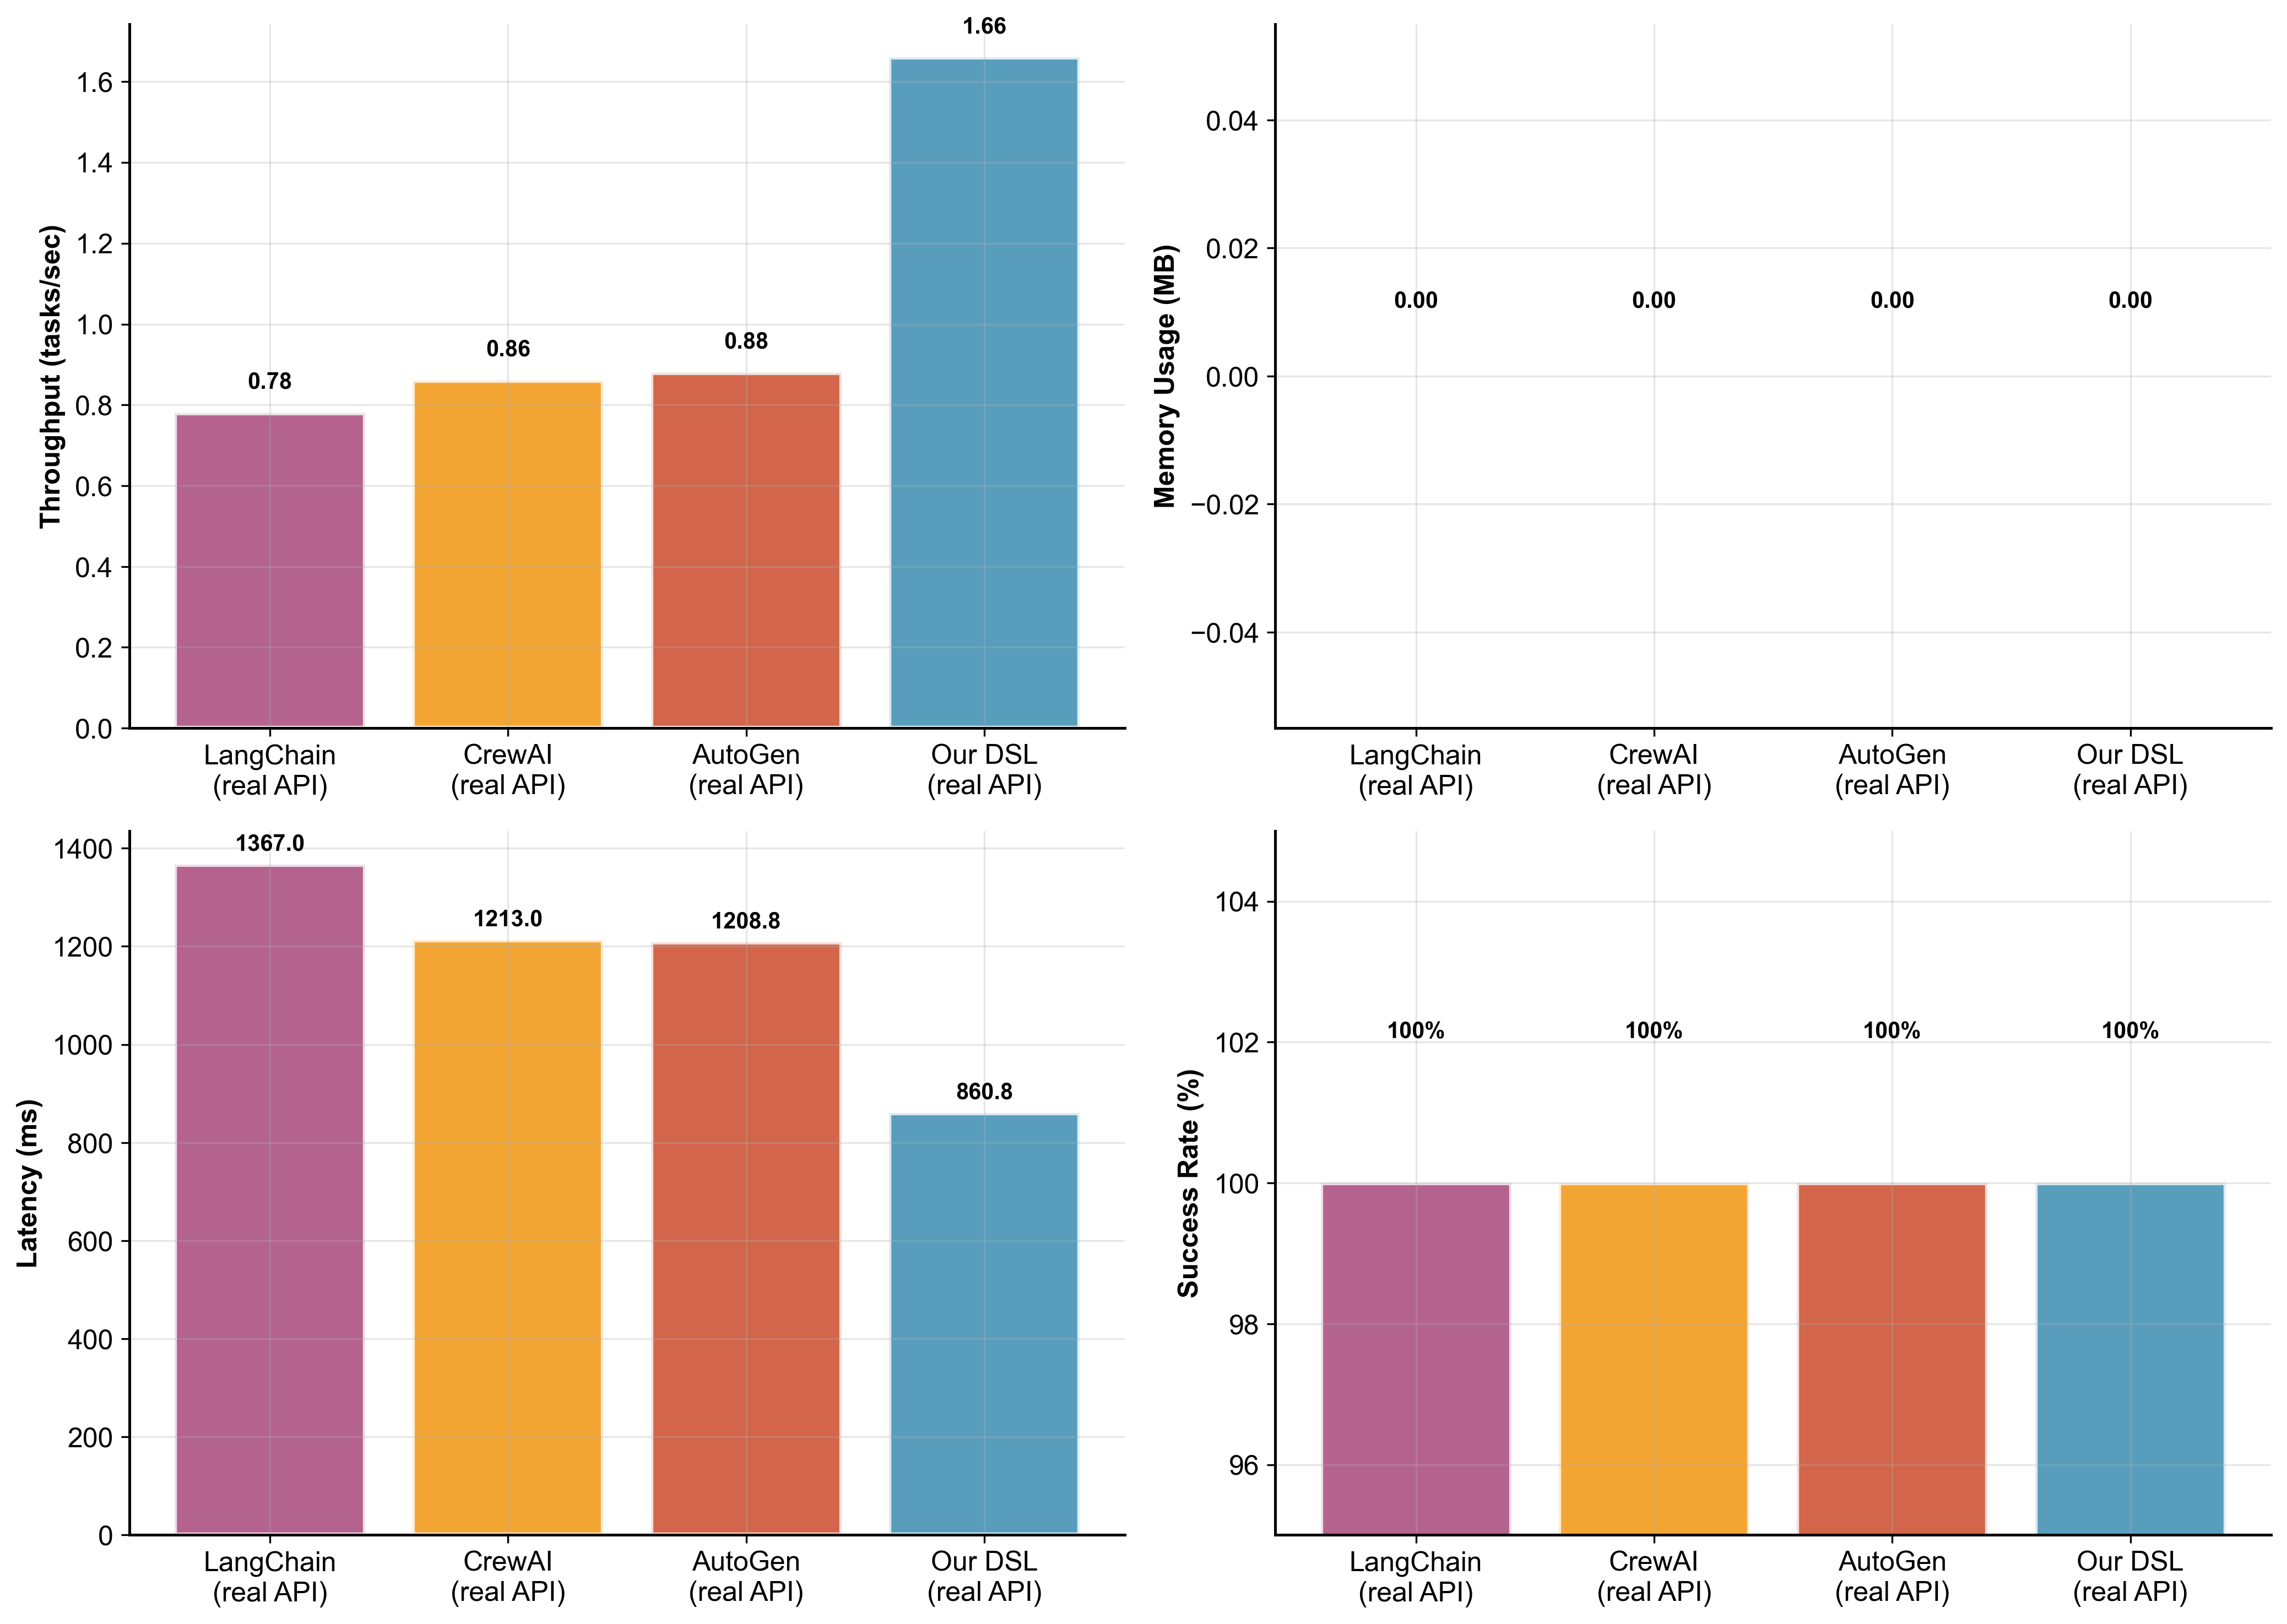 Throughput (tasks/sec)
1.6
1.4
1.2
1.0
0.8
0.6
0.4
0.2
0.0
0.78
0.86
0.88
1.66
LangChain
(real API)
CrewAI
(real API)
AutoGen
(real API)
Our DSL
(real API)
Memory Usage (MB)
0.04
0.02
0.00
−0.02
−0.04
0.00
0.00
0.00
0.00
LangChain
(real API)
CrewAI
(real API)
AutoGen
(real API)
Our DSL
(real API)
Latency (ms)
1400
1200
1000
800
600
400
200
0
1367.0
1213.0
1208.8
860.8
LangChain
(real API)
CrewAI
(real API)
AutoGen
(real API)
Our DSL
(real API)
Success Rate (%)
104
102
100
98
96
100%
100%
100%
100%
LangChain
(real API)
CrewAI
(real API)
AutoGen
(real API)
Our DSL
(real API)